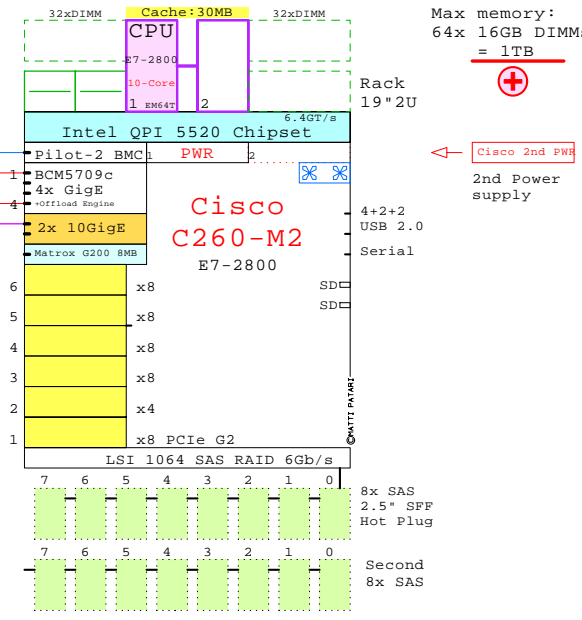 32xDIMM Cache:30MB 32xDIMM
Max memory:
64x 16GB DIMMs
= 1TB
CPU
E7-2800
10-Core
1 EM64T 2
Rack
19"2U
6.4GT/s
Intel QPI 5520 Chipset
Pilot-2 BMC 1 PWR 2
Cisco 2nd PWR
2nd Power
supply
1 BCM5709c
4x GigE
4 +Offload Engine
2x 10GigE
Matrox G200 8MB
Cisco
C260-M2
E7-2800
4+2+2
USB 2.0
Serial
SD
SD
6 x8
5 x8
4 x8
3 x8
2 x4
1 x8 PCIe G2
©MATTI PATARI
LSI 1064 SAS RAID 6Gb/s
7 6 5 4 3 2 1 0
8x SAS
2.5" SFF
Hot Plug
7 6 5 4 3 2 1 0
Second
8x SAS